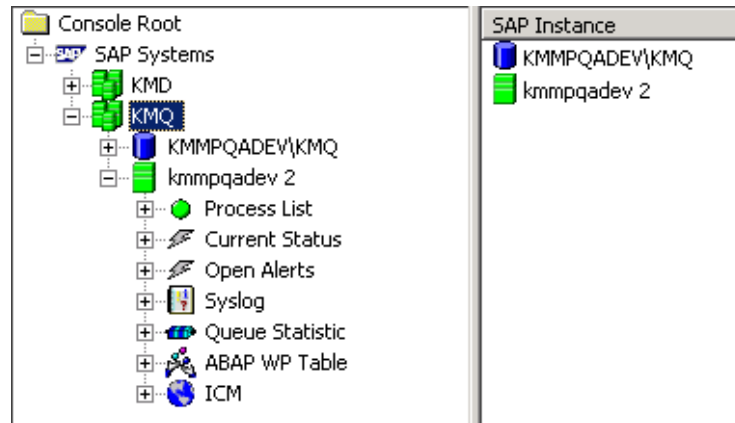 Console Root
SAP SAP Systems
KMD
KMQ
KMMPQADEV\KMQ
kmmpqadev 2
Process List
Current Status
Open Alerts
Syslog
Queue Statistic
ABAP WP Table
ICM
SAP Instance
KMMPQADEV\KMQ
kmmpqadev 2